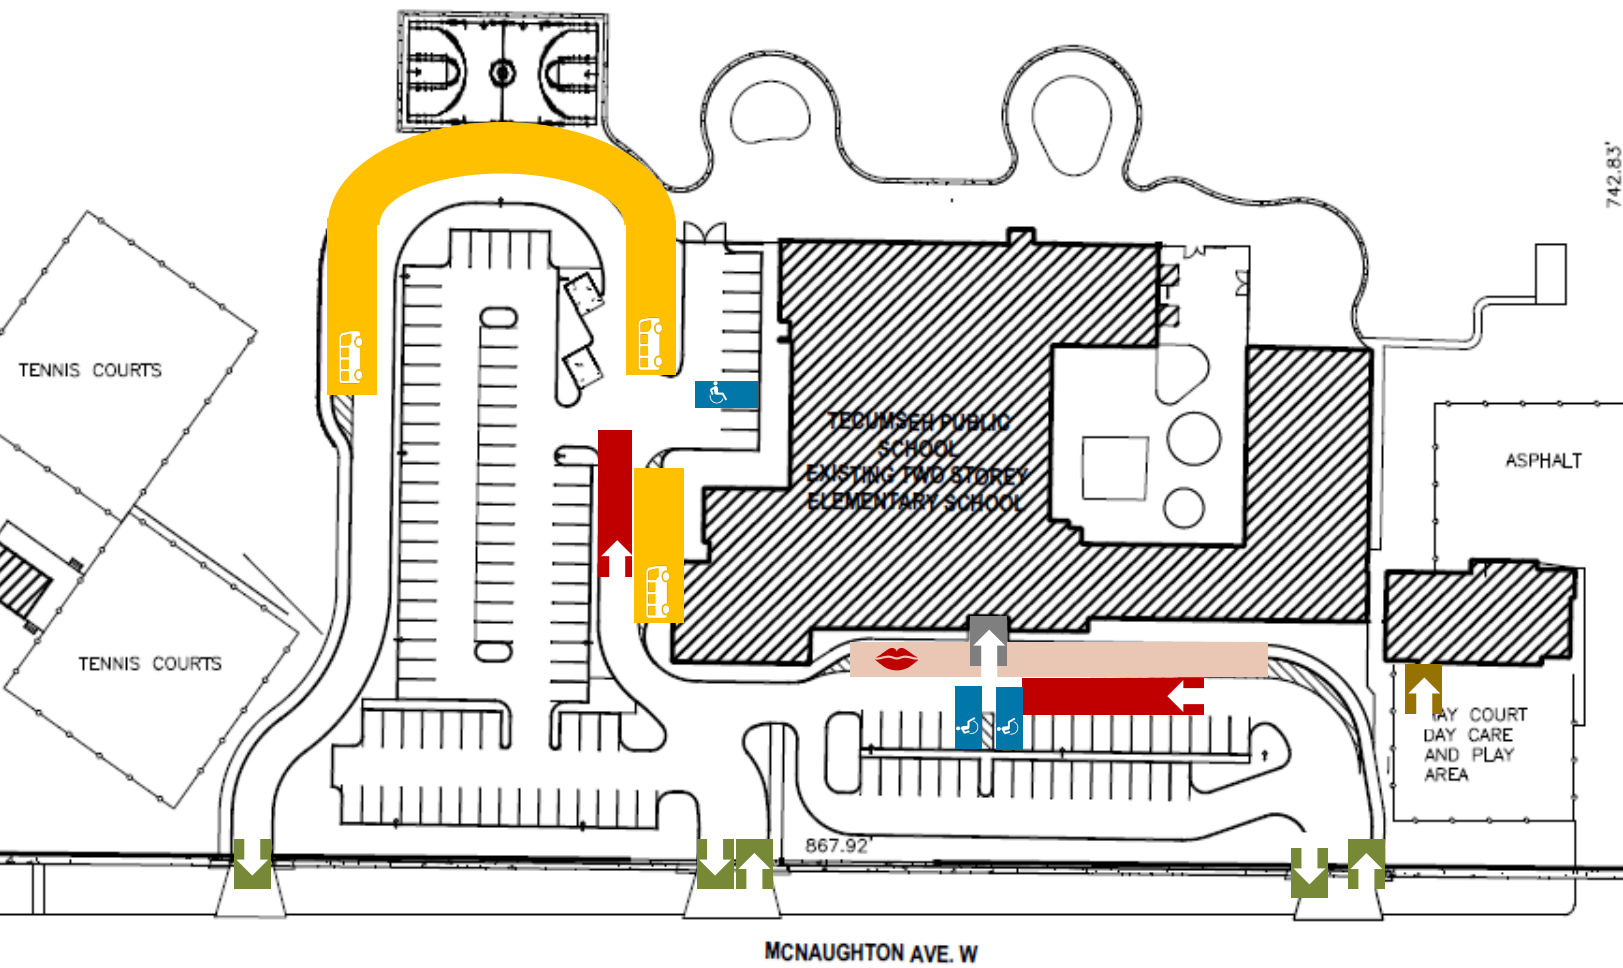 742.83'
TENNIS COURTS
TECUMSEH PUBLIC
SCHOOL
EXISTING TWO STOREY
ELEMENTARY SCHOOL
ASPHALT
TENNIS COURTS
COURT
DAY CARE
AND PLAY
AREA
867.92'
MCNAUGHTON AVE. W